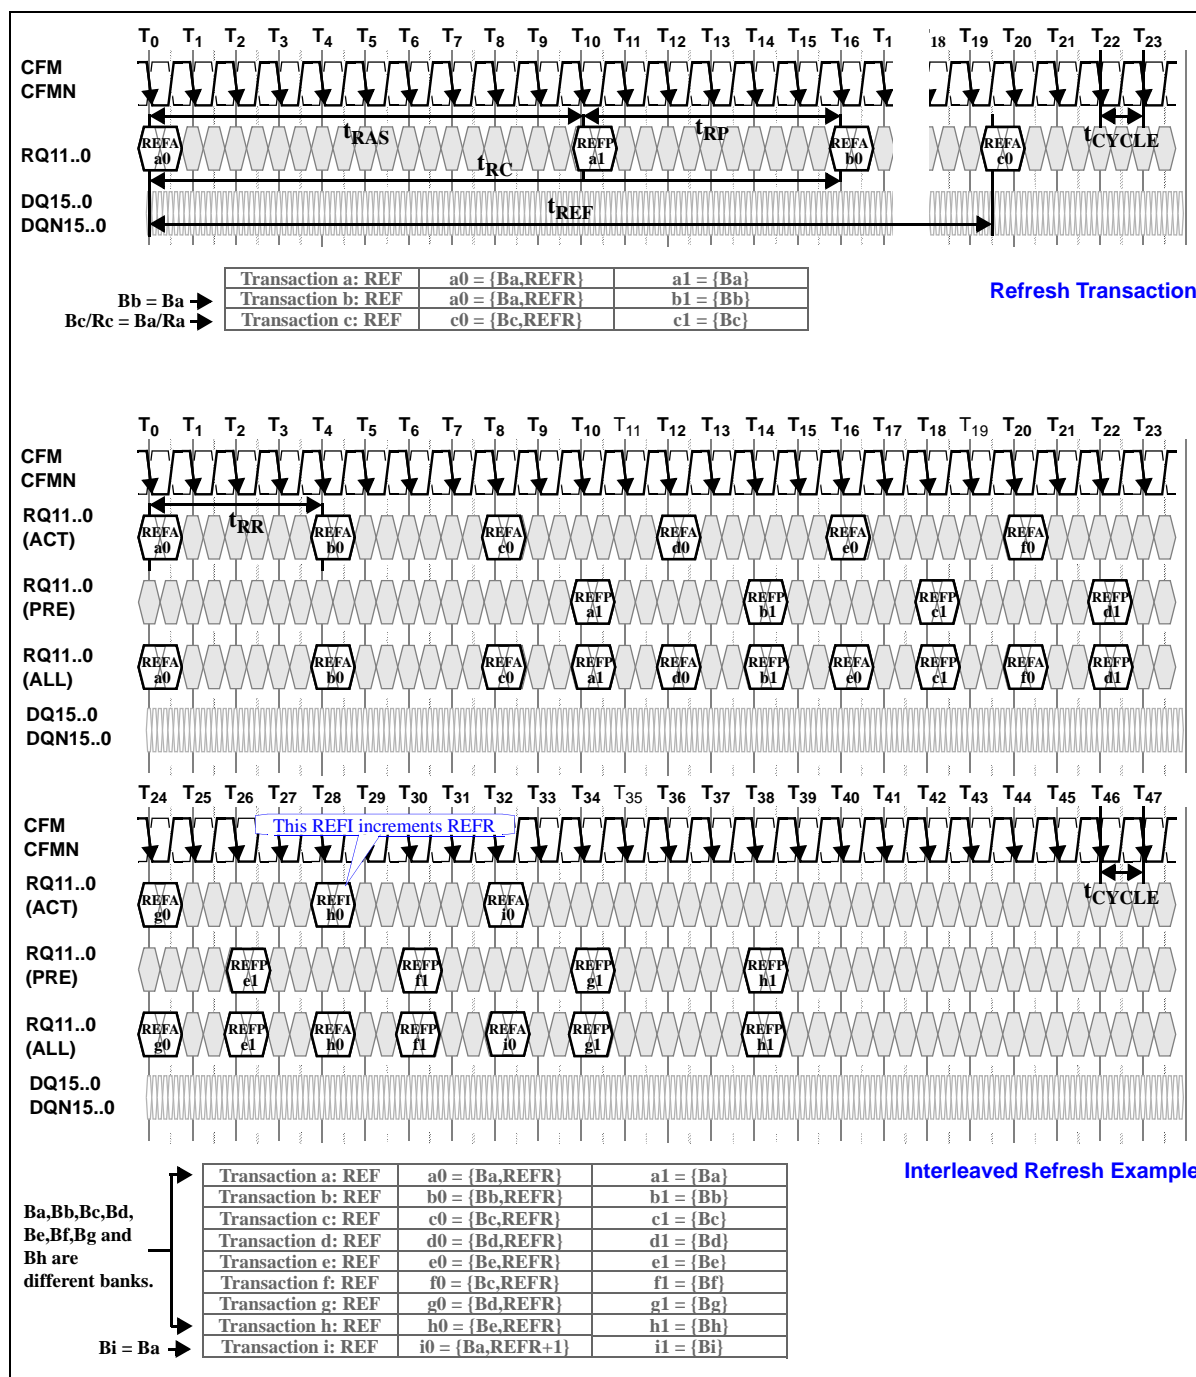 T0 T1 T2 T3 T4 T5 T6 T7 T8 T9 T10 T11 T12 T13 T14 T15 T16 T1 18 T19 T20 T21 T22 T23
CFM
CFMN
tRAS tRP tCYCLE
RQ11..0 REFA a0 REFP a1 REFA b0 REFA c0
tRC
DQ15..0
DQN15..0
tREF
Transaction a: REF a0 = {Ba,REFR} a1 = {Ba}
Bb = Ba Transaction b: REF a0 = {Ba,REFR} b1 = {Bb}
Bc/Rc = Ba/Ra Transaction c: REF c0 = {Bc,REFR} c1 = {Bc}
Refresh Transaction
T0 T1 T2 T3 T4 T5 T6 T7 T8 T9 T10 T11 T12 T13 T14 T15 T16 T17 T18 T19 T20 T21 T22 T23
CFM
CFMN
tRR
RQ11..0 (ACT) REFA a0 REFA b0 REFA c0 REFA d0 REFA e0 REFA f0
RQ11..0 (PRE) REFP a1 REFP b1 REFP c1 REFP d1
RQ11..0 (ALL) REFA a0 REFA b0 REFA c0 REFP a1 REFA d0 REFP b1 REFA e0 REFP c1 REFA f0 REFP d1
DQ15..0
DQN15..0
T24 T25 T26 T27 T28 T29 T30 T31 T32 T33 T34 T35 T36 T37 T38 T39 T40 T41 T42 T43 T44 T45 T46 T47
CFM
CFMN
This REFI increments REFR
tCYCLE
RQ11..0 (ACT) REFA g0 REFI h0 REFA i0
RQ11..0 (PRE) REFP e1 REFP f1 REFP g1 REFP h1
RQ11..0 (ALL) REFA g0 REFP e1 REFA h0 REFP f1 REFA i0 REFP g1 REFP h1
DQ15..0
DQN15..0
Interleaved Refresh Example
Ba,Bb,Bc,Bd,
Be,Bf,Bg and
Bh are
different banks.
Transaction a: REF a0 = {Ba,REFR} a1 = {Ba}
Transaction b: REF b0 = {Bb,REFR} b1 = {Bb}
Transaction c: REF c0 = {Bc,REFR} c1 = {Bc}
Transaction d: REF d0 = {Bd,REFR} d1 = {Bd}
Transaction e: REF e0 = {Be,REFR} e1 = {Be}
Transaction f: REF f0 = {Bc,REFR} f1 = {Bf}
Transaction g: REF g0 = {Bd,REFR} g1 = {Bg}
Transaction h: REF h0 = {Be,REFR} h1 = {Bh}
Bi = Ba Transaction i: REF i0 = {Ba,REFR+1} i1 = {Bi}